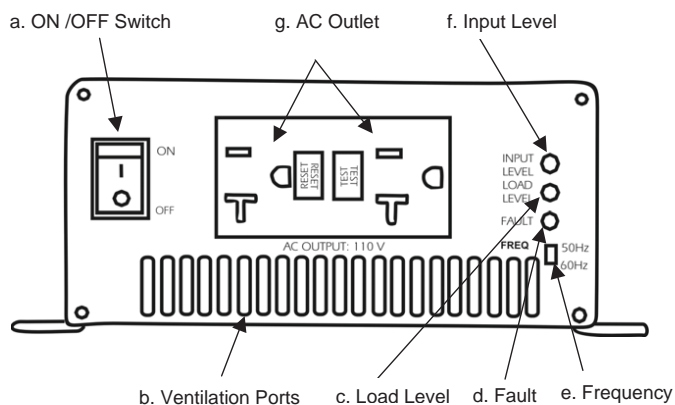 a. ON /OFF Switch
g. AC Outlet
f. Input Level
ON
OFF
RESET
RESET
TEST
TEST
INPUT
LEVEL
LOAD
LEVEL
FAULT
AC OUTPUT: 110 V
FREQ
50Hz
60Hz
b. Ventilation Ports
c. Load Level
d. Fault
e. Frequency